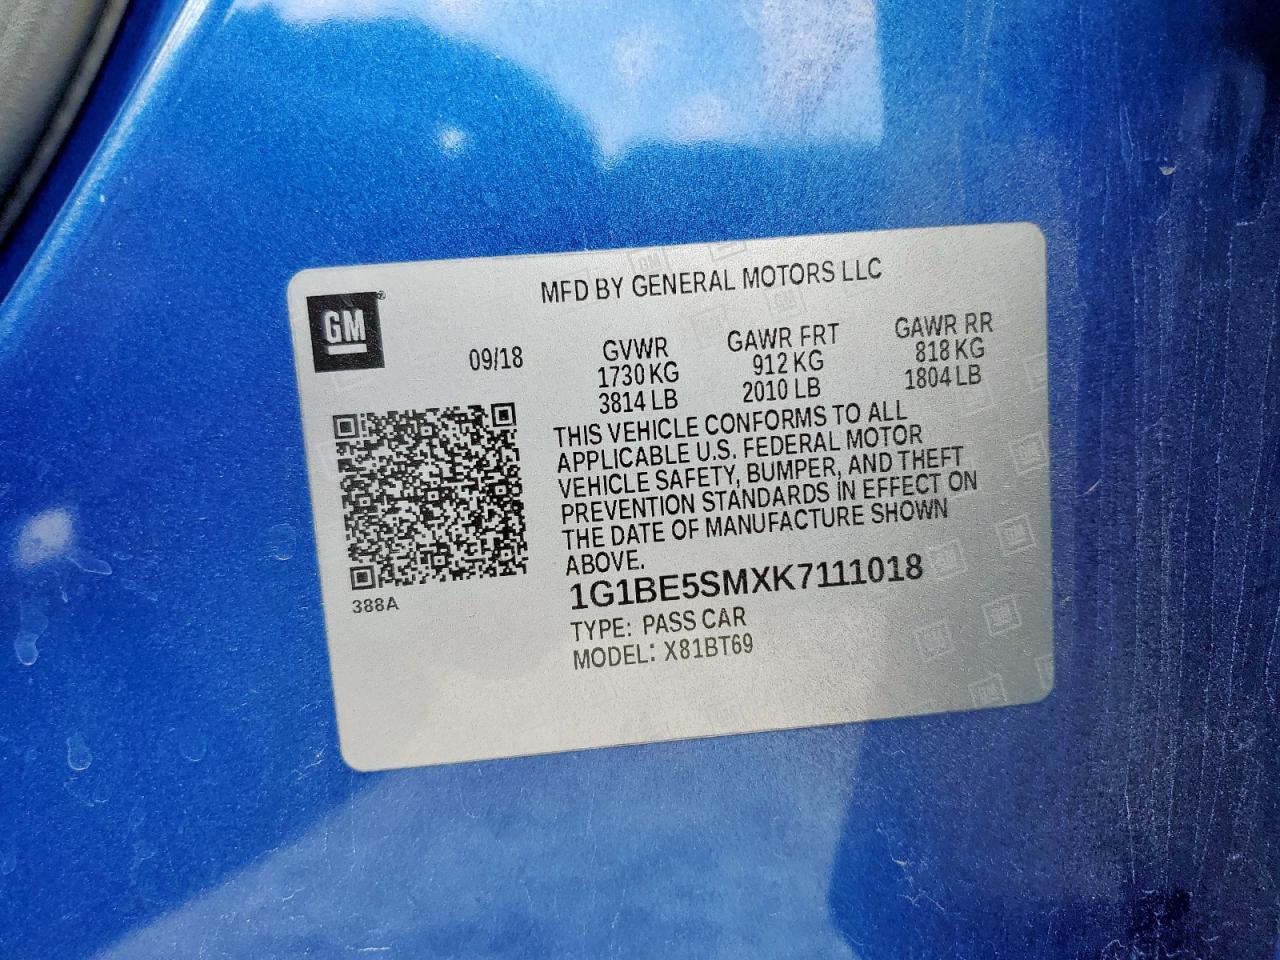 MFD BY GENERAL MOTORS LLC
GM®
09/18
GVWR
1730 KG
3814 LB
GAWR FRT
912 KG
2010 LB
GAWR RR
818 KG
1804 LB
THIS VEHICLE CONFORMS TO ALL
APPLICABLE U.S. FEDERAL MOTOR
VEHICLE SAFETY, BUMPER, AND THEFT
PREVENTION STANDARDS IN EFFECT ON
THE DATE OF MANUFACTURE SHOWN
ABOVE.
388A
1G1BE5SMXK7111018
TYPE: PASS CAR
MODEL: X81BT69